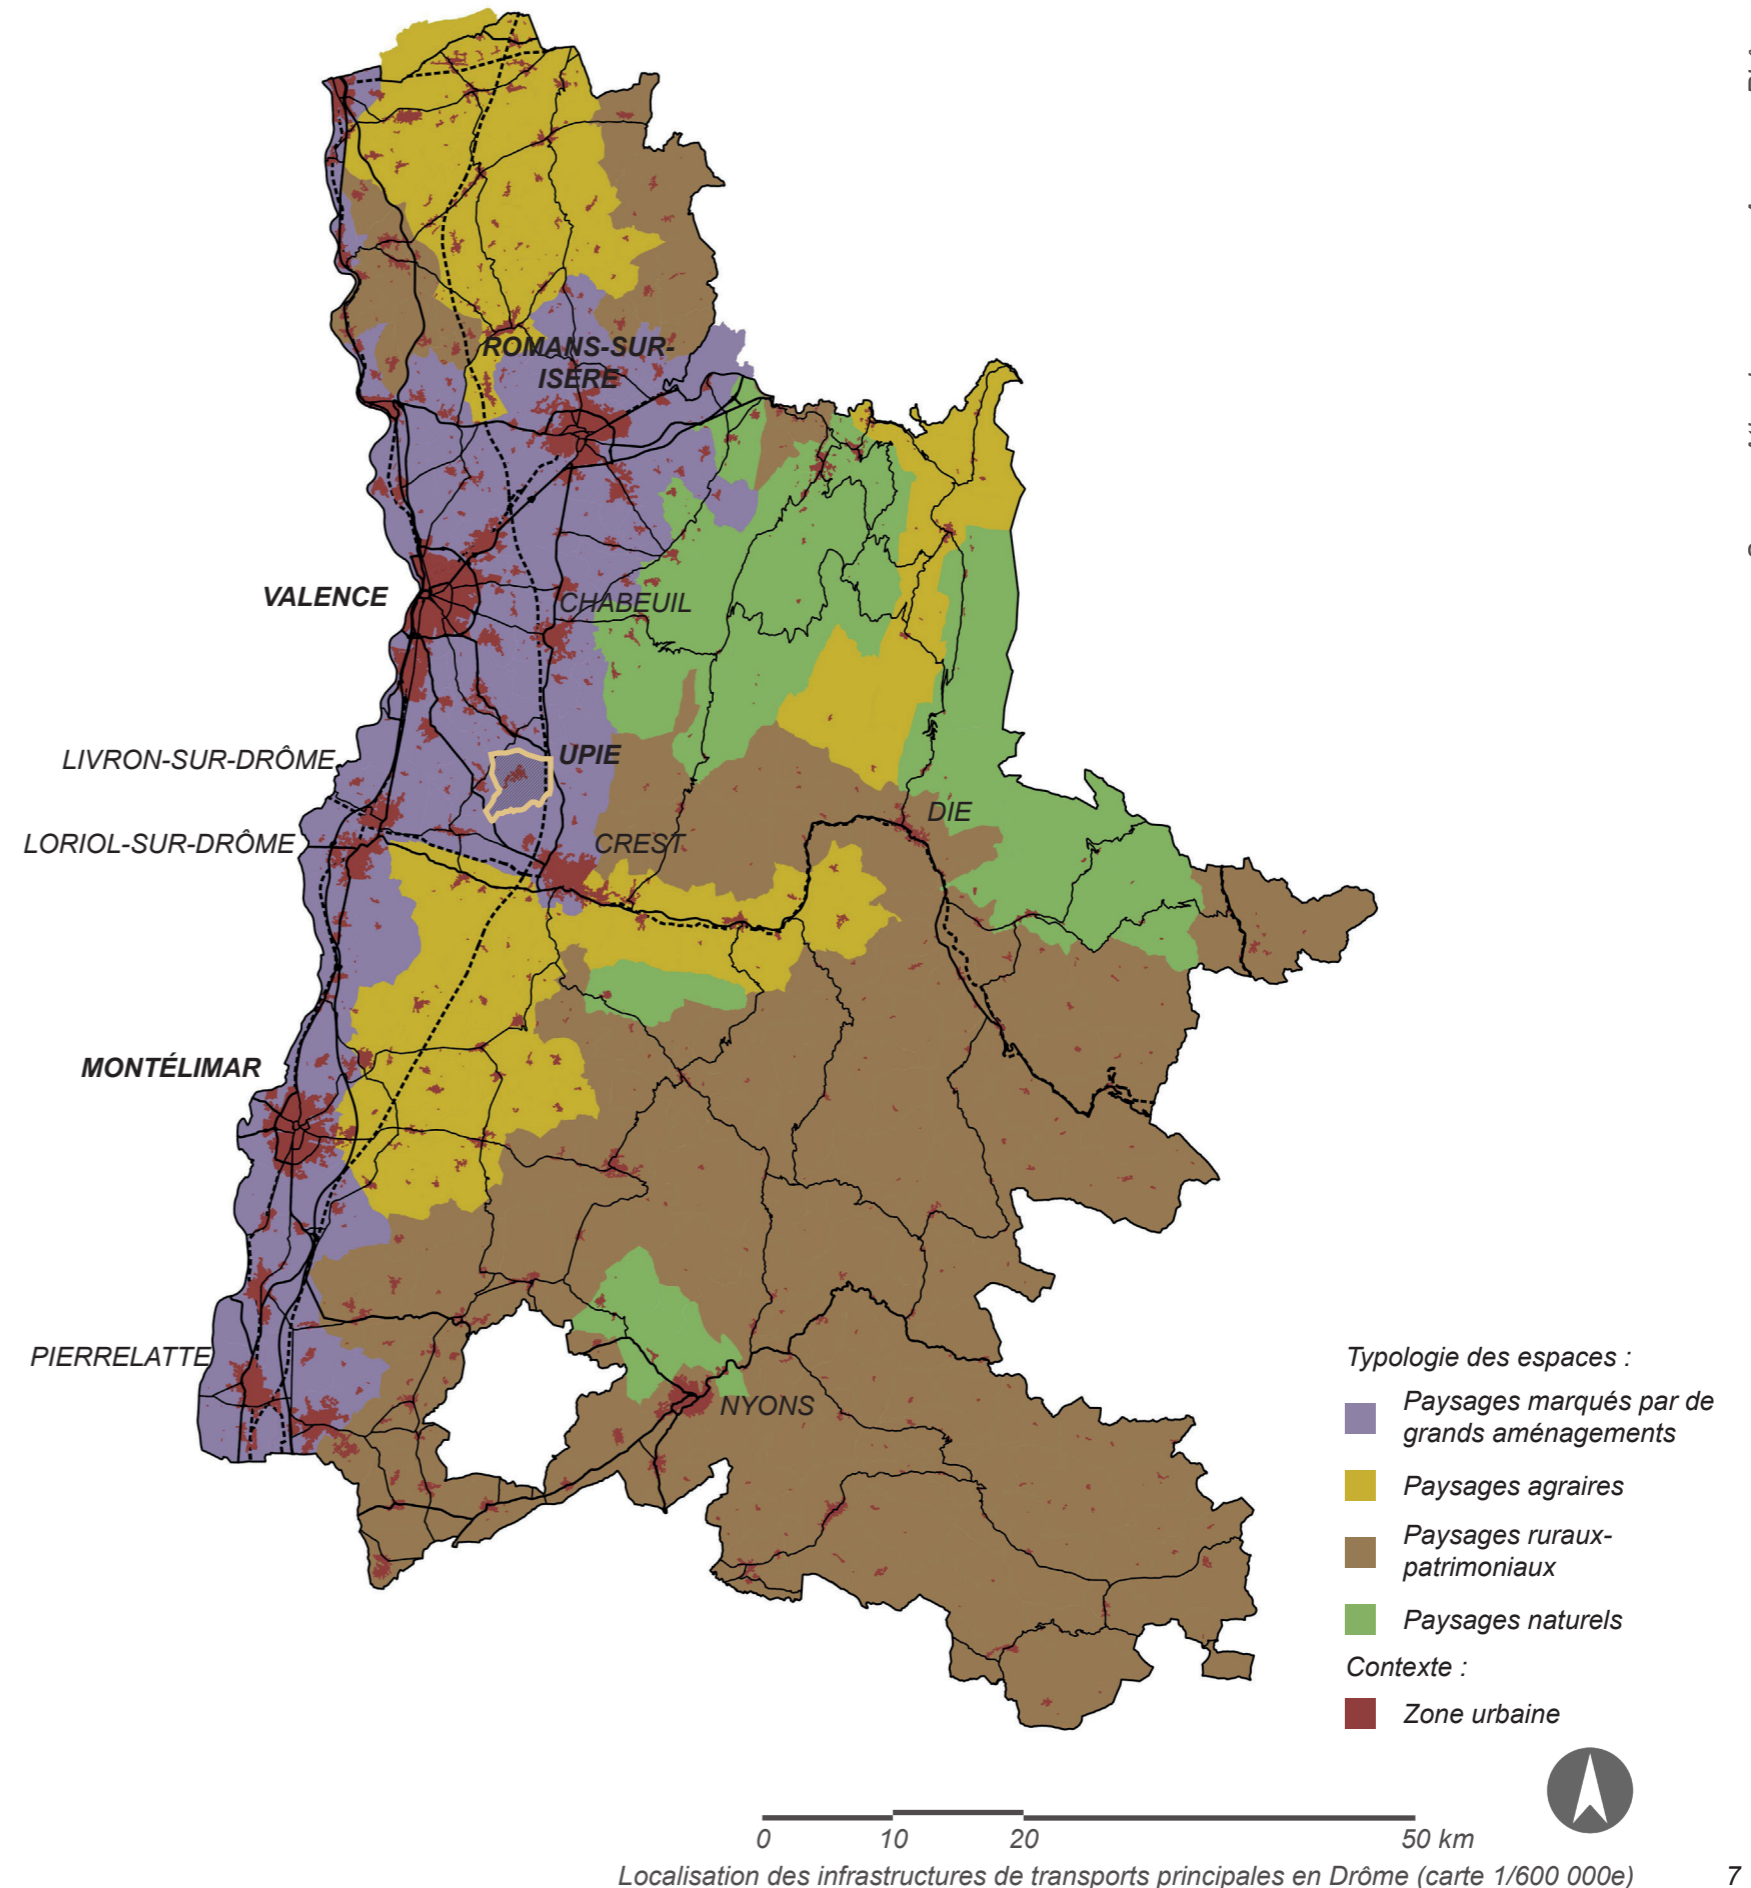 ROMANS-SUR-
ISÈRE
VALENCE
CHABEUIL
LIVRON-SUR-DRÔME
UPIE
LORIOL-SUR-DRÔME
CREST
DIE
MONTÉLIMAR
PIERRELATTE
NYONS
Typologie des espaces :
Paysages marqués par de
grands aménagements
Paysages agraires
Paysages ruraux-
patrimoniaux
Paysages naturels
Contexte :
Zone urbaine
0 10 20 50 km
Localisation des infrastructures de transports principales en Drôme (carte 1/600 000e)
7